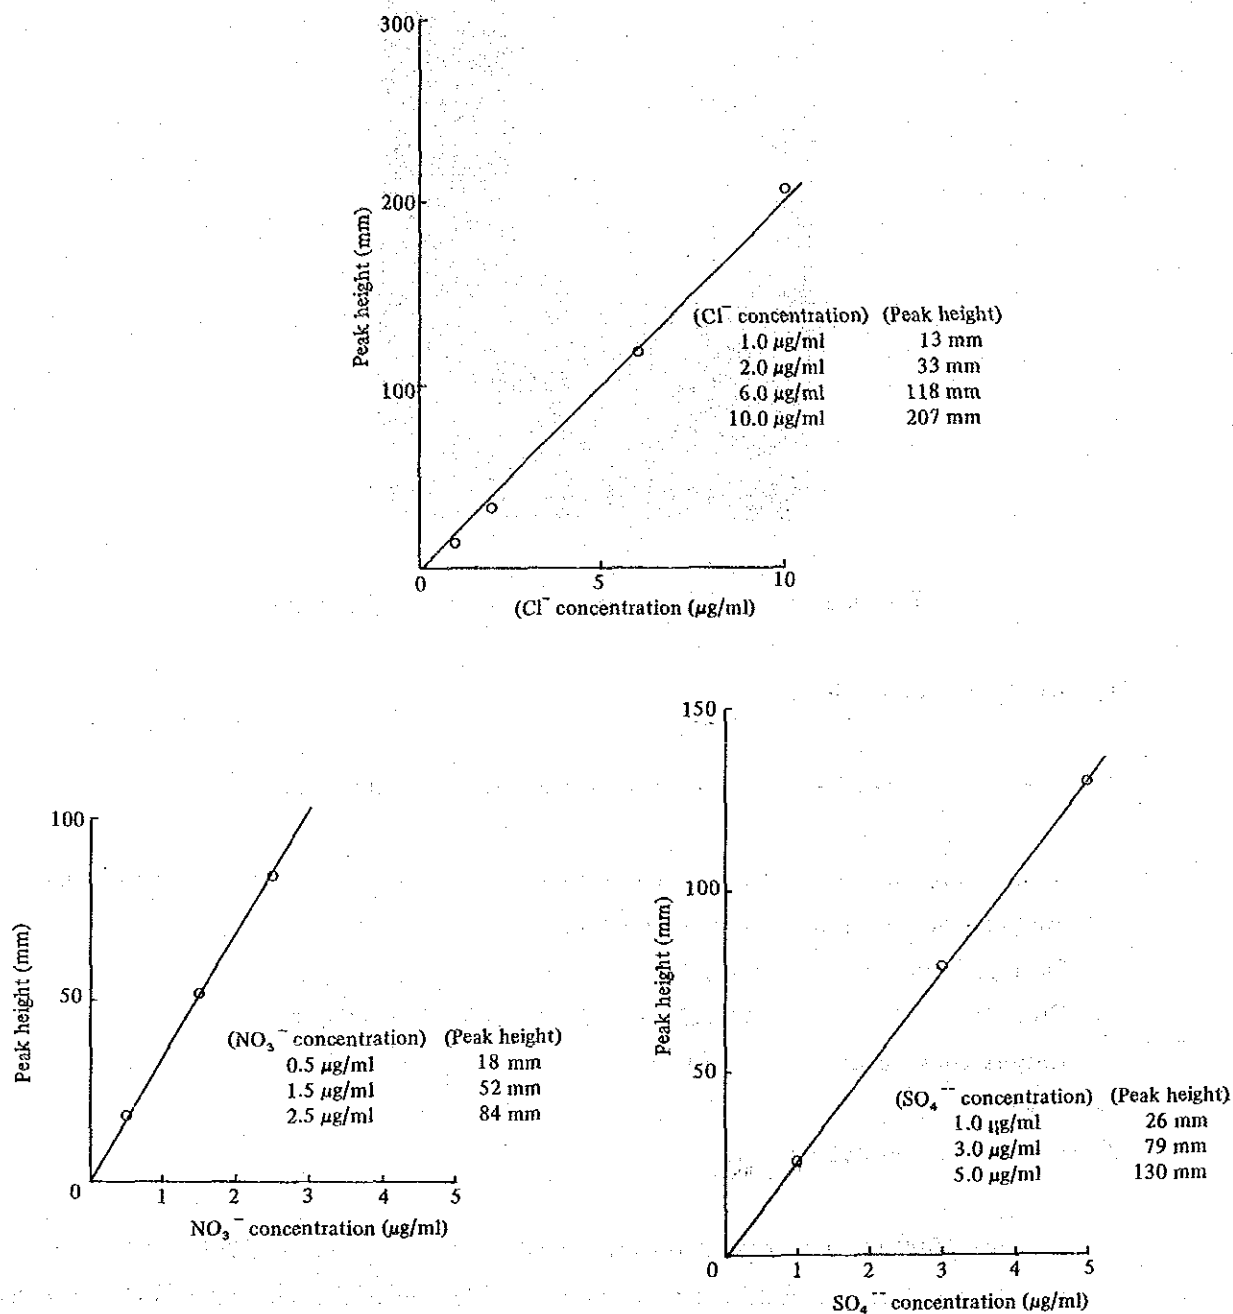 300
200
100
Peak height (mm)
(Cl⁻ concentration) (Peak height)
1.0 µg/ml 13 mm
2.0 µg/ml 33 mm
6.0 µg/ml 118 mm
10.0 µg/ml 207 mm
0 5 10
(Cl⁻ concentration (µg/ml)
100
50
Peak height (mm)
(NO₃⁻ concentration) (Peak height)
0.5 µg/ml 18 mm
1.5 µg/ml 52 mm
2.5 µg/ml 84 mm
0 1 2 3 4 5
NO₃⁻ concentration (µg/ml)
150
100
50
Peak height (mm)
(SO₄⁻⁻ concentration) (Peak height)
1.0 µg/ml 26 mm
3.0 µg/ml 79 mm
5.0 µg/ml 130 mm
0 1 2 3 4 5
SO₄⁻⁻ concentration (µg/ml)